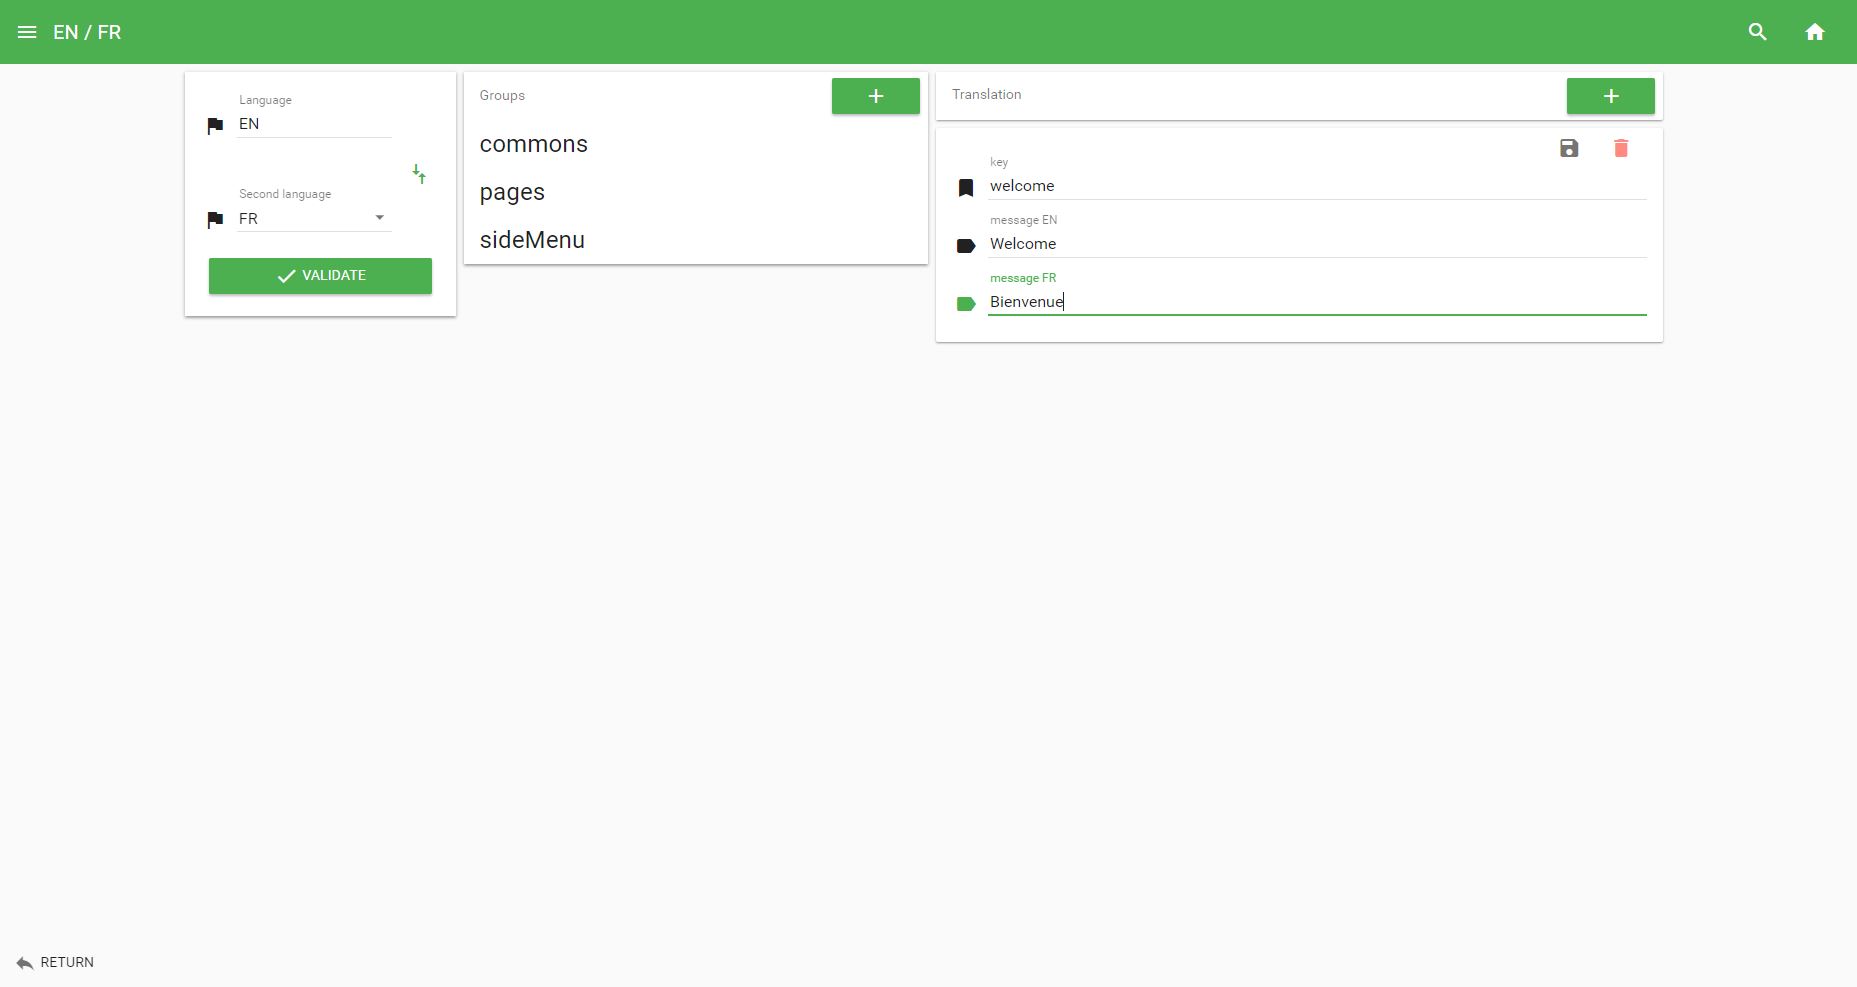 EN / FR
Language
EN
Second language
FR
VALIDATE
Groups
commons
pages
sideMenu
Translation
key
welcome
message EN
Welcome
message FR
Bienvenue
RETURN